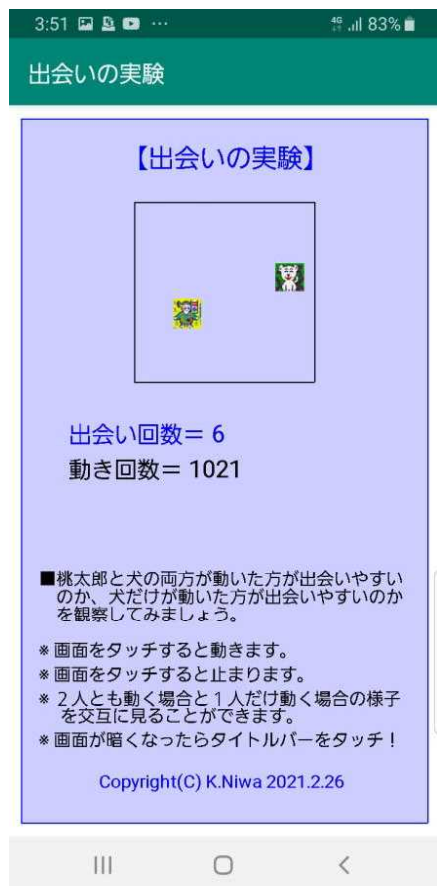 3:51 … 4G 83%
出会いの実験
【出会いの実験】
出会い回数＝ 6
動き回数＝ 1021
■桃太郎と犬の両方が動いた方が出会いやすい
のか、犬だけが動いた方が出会いやすいのか
を観察してみましょう。
※画面をタッチすると動きます。
※画面をタッチすると止まります。
※２人とも動く場合と１人だけ動く場合の様子
を交互に見ることができます。
※画面が暗くなったらタイトルバーをタッチ！
Copyright(C) K.Niwa 2021.2.26